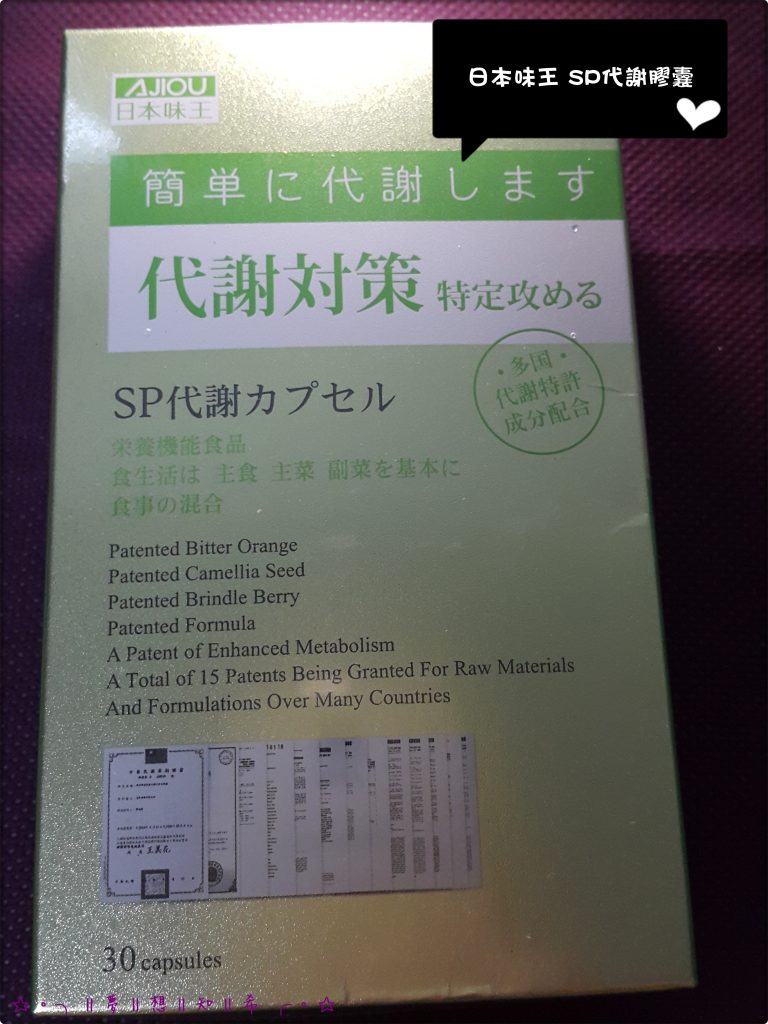 日本味王 SP代謝膠囊
AJIOU
日本味王
簡単に代謝します
代謝対策 特定攻める
・多国・
代謝特許
成分配合
SP代謝カプセル
栄養機能食品
食生活は 主食 主菜 副菜を基本に
食事の混合
Patented Bitter Orange
Patented Camellia Seed
Patented Brindle Berry
Patented Formula
A Patent of Enhanced Metabolism
A Total of 15 Patents Being Granted For Raw Materials
And Formulations Over Many Countries
30 capsules
夢 想 知 希